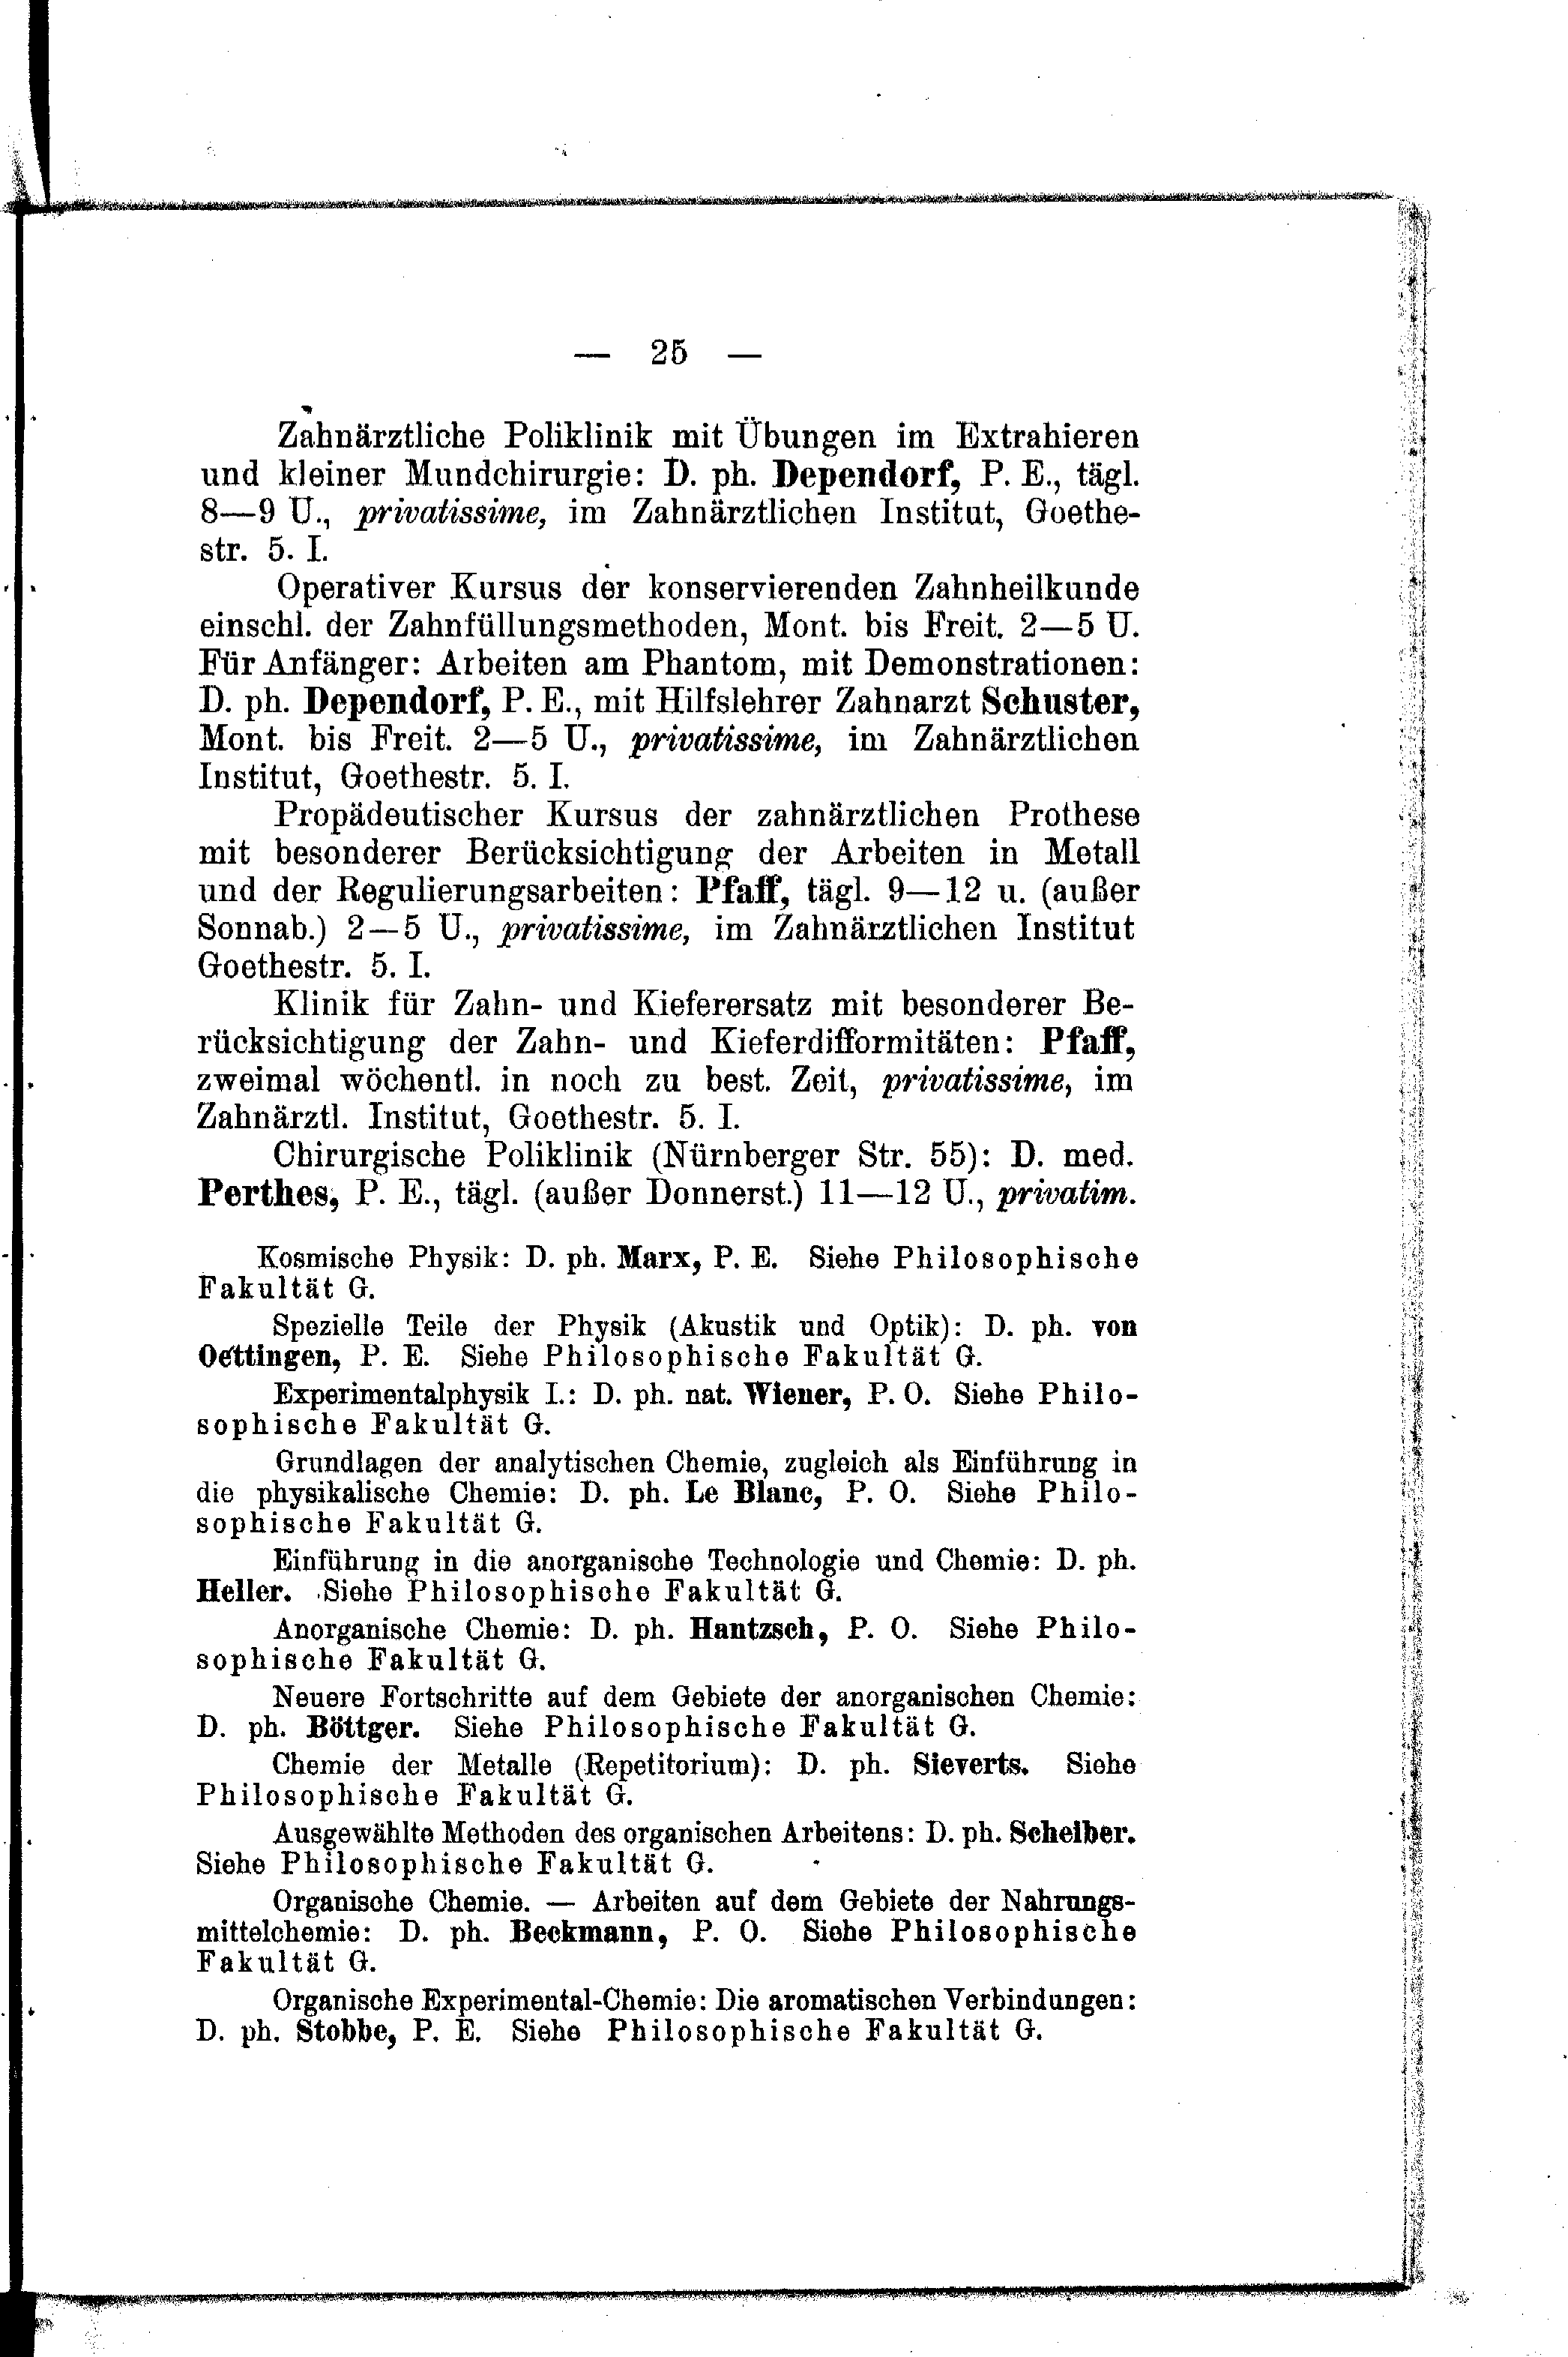 — 25 —
Zahnärztliche Poliklinik mit Übungen im Extrahieren
und kleiner Mundchirurgie: D. ph. Dependorf, P. E., tägl.
8—9 U., privatissime, im Zahnärztlichen Institut, Goethe-
str. 5. I.
Operativer Kursus der konservierenden Zahnheilkunde
einschl. der Zahnfüllungsmethoden, Mont. bis Freit. 2—5 U.
Für Anfänger: Arbeiten am Phantom, mit Demonstrationen:
D. ph. Dependorf, P. E., mit Hilfslehrer Zahnarzt Schuster,
Mont. bis Freit. 2—5 U., privatissime, im Zahnärztlichen
Institut, Goethestr. 5. I.
Propädeutischer Kursus der zahnärztlichen Prothese
mit besonderer Berücksichtigung der Arbeiten in Metall
und der Regulierungsarbeiten: Pfaff, tägl. 9—12 u. (außer
Sonnab.) 2—5 U., privatissime, im Zahnärztlichen Institut
Goethestr. 5. I.
Klinik für Zahn- und Kieferersatz mit besonderer Be-
rücksichtigung der Zahn- und Kieferdifformitäten: Pfaff,
zweimal wöchentl. in noch zu best. Zeit, privatissime, im
Zahnärztl. Institut, Goethestr. 5. I.
Chirurgische Poliklinik (Nürnberger Str. 55): D. med.
Perthes, P. E., tägl. (außer Donnerst.) 11—12 U., privatim.
Kosmische Physik: D. ph. Marx, P. E. Siehe Philosophische
Fakultät G.
Spezielle Teile der Physik (Akustik und Optik): D. ph. von
Oettingen, P. E. Siehe Philosophische Fakultät G.
Experimentalphysik I.: D. ph. nat. Wiener, P. O. Siehe Philo-
sophische Fakultät G.
Grundlagen der analytischen Chemie, zugleich als Einführung in
die physikalische Chemie: D. ph. Le Blanc, P. O. Siehe Philo-
sophische Fakultät G.
Einführung in die anorganische Technologie und Chemie: D. ph.
Heller. Siehe Philosophische Fakultät G.
Anorganische Chemie: D. ph. Hantzsch, P. O. Siehe Philo-
sophische Fakultät G.
Neuere Fortschritte auf dem Gebiete der anorganischen Chemie:
D. ph. Böttger. Siehe Philosophische Fakultät G.
Chemie der Metalle (Repetitorium): D. ph. Sieverts. Siehe
Philosophische Fakultät G.
Ausgewählte Methoden des organischen Arbeitens: D. ph. Scheiber.
Siehe Philosophische Fakultät G.
Organische Chemie. — Arbeiten auf dem Gebiete der Nahrungs-
mittelchemie: D. ph. Beckmann, P. O. Siehe Philosophische
Fakultät G.
Organische Experimental-Chemie: Die aromatischen Verbindungen:
D. ph. Stobbe, P. E. Siehe Philosophische Fakultät G.